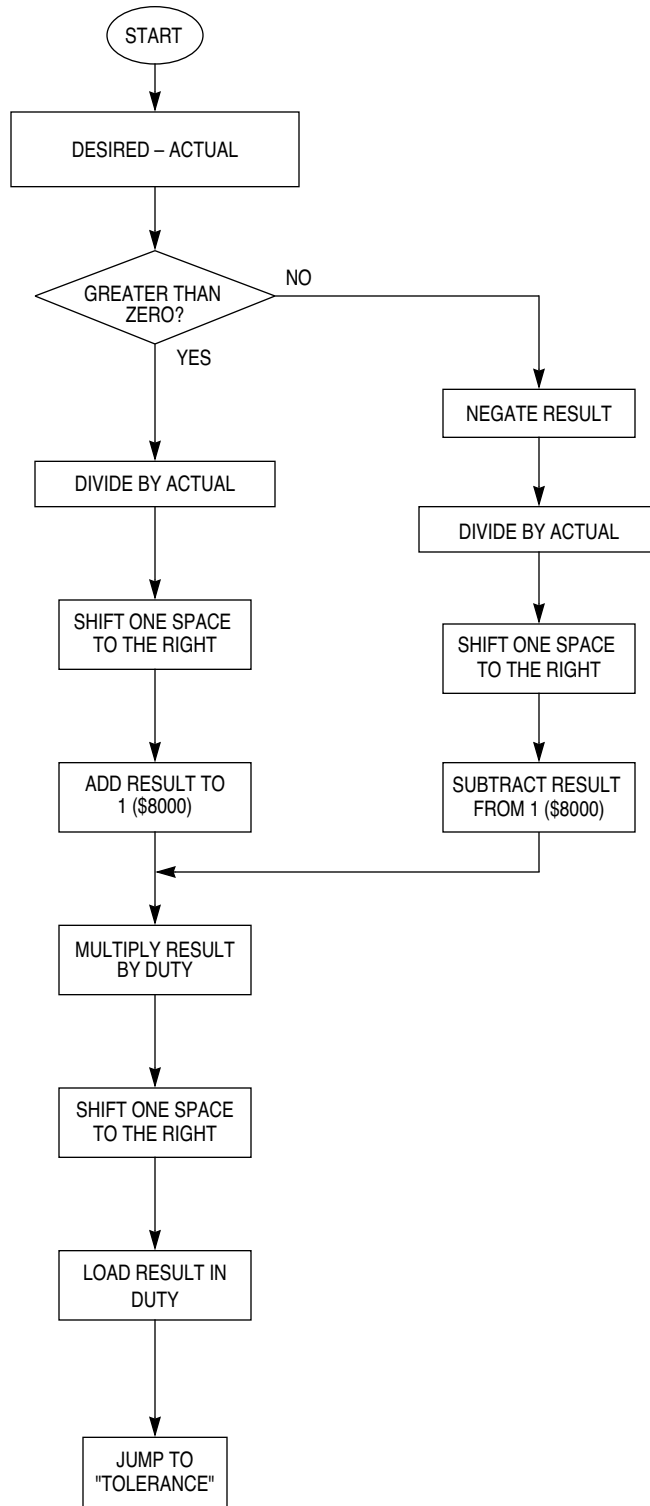 START
DESIRED – ACTUAL
GREATER THAN
ZERO?
NO
YES
NEGATE RESULT
DIVIDE BY ACTUAL
DIVIDE BY ACTUAL
SHIFT ONE SPACE
TO THE RIGHT
SHIFT ONE SPACE
TO THE RIGHT
ADD RESULT TO
1 ($8000)
SUBTRACT RESULT
FROM 1 ($8000)
MULTIPLY RESULT
BY DUTY
SHIFT ONE SPACE
TO THE RIGHT
LOAD RESULT IN
DUTY
JUMP TO
"TOLERANCE"